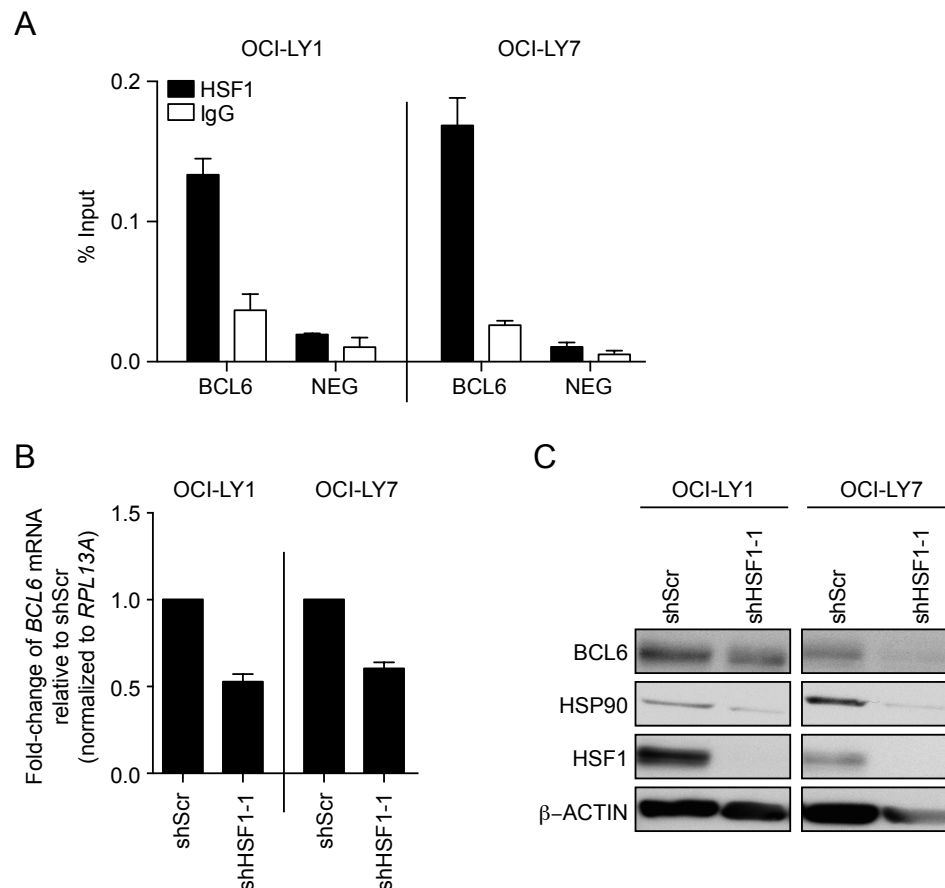 A
OCI-LY1
OCI-LY7
HSF1
IgG
0.2
0.1
0.0
% Input
BCL6
NEG
BCL6
NEG
B
OCI-LY1
OCI-LY7
Fold-change of BCL6 mRNA
relative to shScr
(normalized to RPL13A)
1.5
1.0
0.5
0.0
shScr
shHSF1-1
shScr
shHSF1-1
C
OCI-LY1
OCI-LY7
shScr
shHSF1-1
shScr
shHSF1-1
BCL6
HSP90
HSF1
β–ACTIN